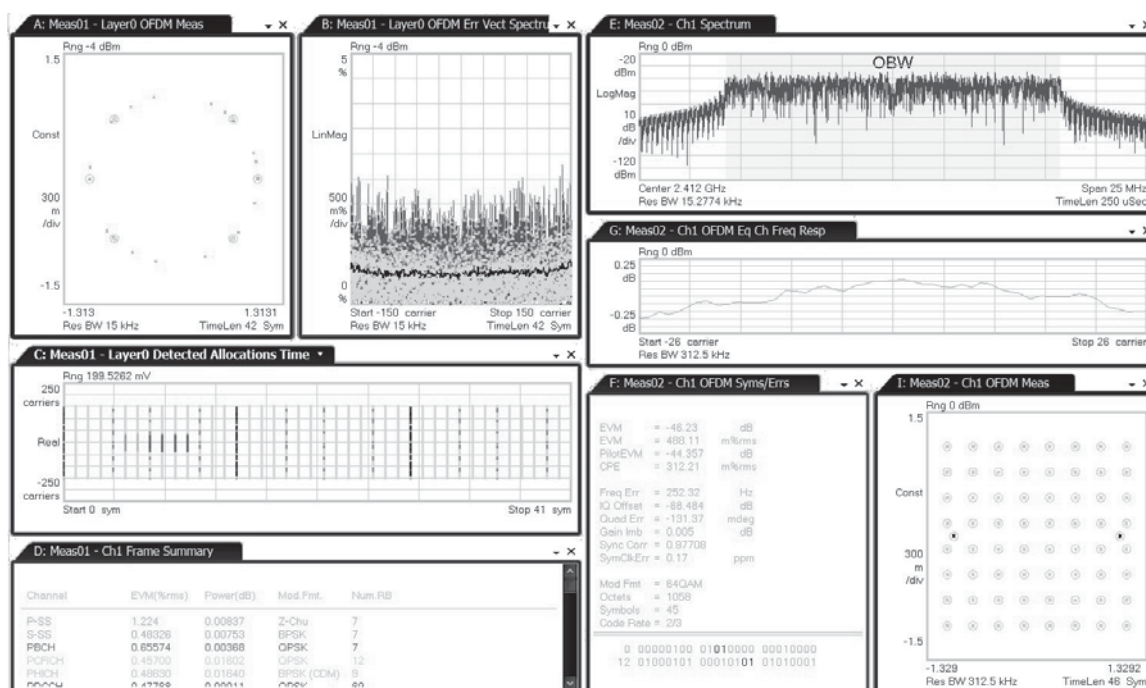 A: Meas01 - Layer0 OFDM Meas
Rng -4 dBm
1.5
Const
300
m
/div
-1.5
-1.313 1.3131
Res BW 15 kHz TimeLen 42 Sym
B: Meas01 - Layer0 OFDM Err Vect Spectru
Rng -4 dBm
5
%
LinMag
500
m%
/div
0
%
Start -150 carrier Stop 150 carrier
Res BW 15 kHz TimeLen 42 Sym
E: Meas02 - Ch1 Spectrum
Rng 0 dBm
-20
dBm
OBW
LogMag
10
dB
/div
-120
dBm
Center 2.412 GHz Span 25 MHz
Res BW 15.2774 kHz TimeLen 250 uSec
G: Meas02 - Ch1 OFDM Eq Ch Freq Resp
Rng 0 dBm
0.25
dB
-0.25
dB
Start -26 carrier Stop 26 carrier
Res BW 312.5 kHz
C: Meas01 - Layer0 Detected Allocations Time
Rng 199.5262 mV
250
carriers
Real
-250
carriers
Start 0 sym Stop 41 sym
F: Meas02 - Ch1 OFDM Syms/Errs
EVM = -46.23 dB
EVM = 488.11 m%rms
PilotEVM = -44.357 dB
CPE = 312.21 m%rms
Freq Err = 252.32 Hz
IQ Offset = -68.484 dB
Quad Err = -131.37 mdeg
Gain Imb = 0.005 dB
Sync Corr = 0.97708
SymClkErr = 0.17 ppm
Mod Fmt = 64QAM
Octets = 1058
Symbols = 45
Code Rate = 2/3
0 00000100 01010000 00010000
12 01000101 00010101 01010001
I: Meas02 - Ch1 OFDM Meas
Rng 0 dBm
1.5
Const
300
m
/div
-1.5
-1.329 1.3292
Res BW 312.5 kHz TimeLen 46 Sym
D: Meas01 - Ch1 Frame Summary
Channel EVM(%rms) Power(dB) Mod.Fmt. Num.RB
P-SS 1.224 0.00837 Z-Chu 7
S-SS 0.48326 0.00753 BPSK 7
PBCH 0.65574 0.00368 QPSK 7
PCFICH 0.45700 0.01602 QPSK 12
PHICH 0.48630 0.01640 BPSK (CDM) 9
PDCCH 0.47768 0.00011 QPSK